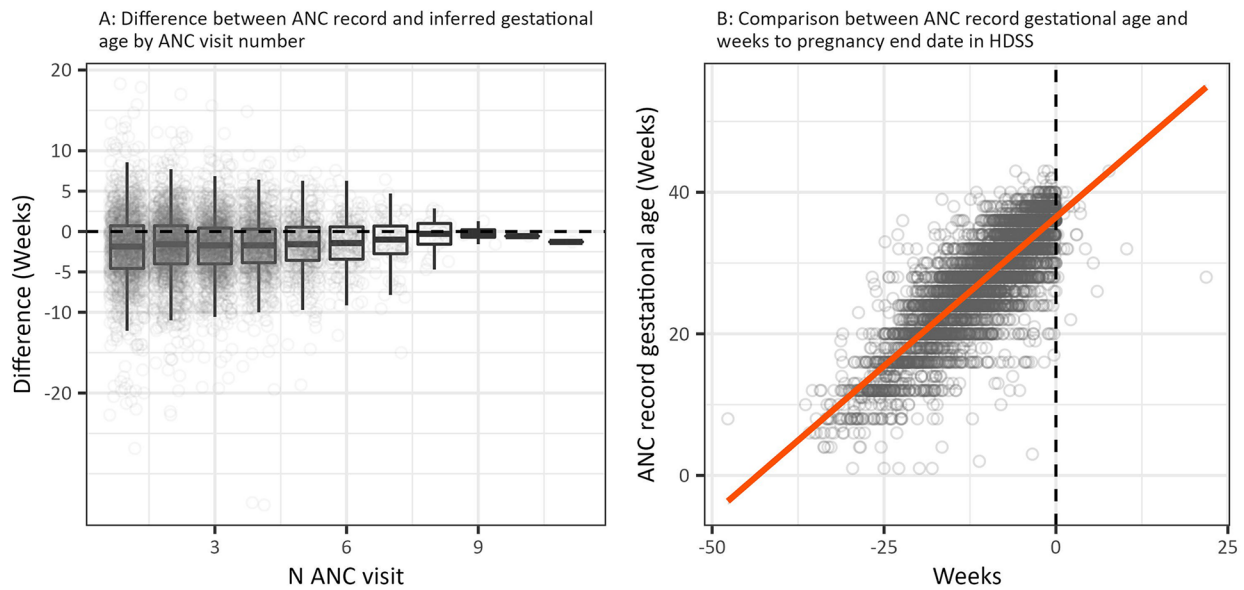 A: Difference between ANC record and inferred gestational
age by ANC visit number
20
10
5
0
-5
-10
-20
Difference (Weeks)
3
6
9
N ANC visit
B: Comparison between ANC record gestational age and
weeks to pregnancy end date in HDSS
40
20
0
ANC record gestational age (Weeks)
-50
-25
0
25
Weeks